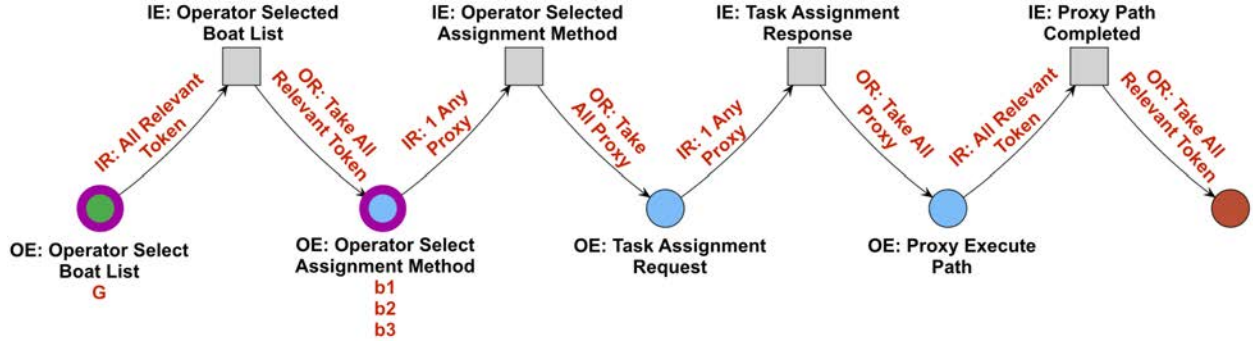 IE: Operator Selected
Boat List
IE: Operator Selected
Assignment Method
IE: Task Assignment
Response
IE: Proxy Path
Completed
IR: All Relevant
Token
OR: Take All
Relevant Token
IR: 1 Any
Proxy
OR: Take
All Proxy
IR: 1 Any
Proxy
OR: Take All
Proxy
IR: All Relevant
Token
OR: Take All
Relevant Token
OE: Operator Select
Boat List
G
OE: Operator Select
Assignment Method
b1
b2
b3
OE: Task Assignment
Request
OE: Proxy Execute
Path